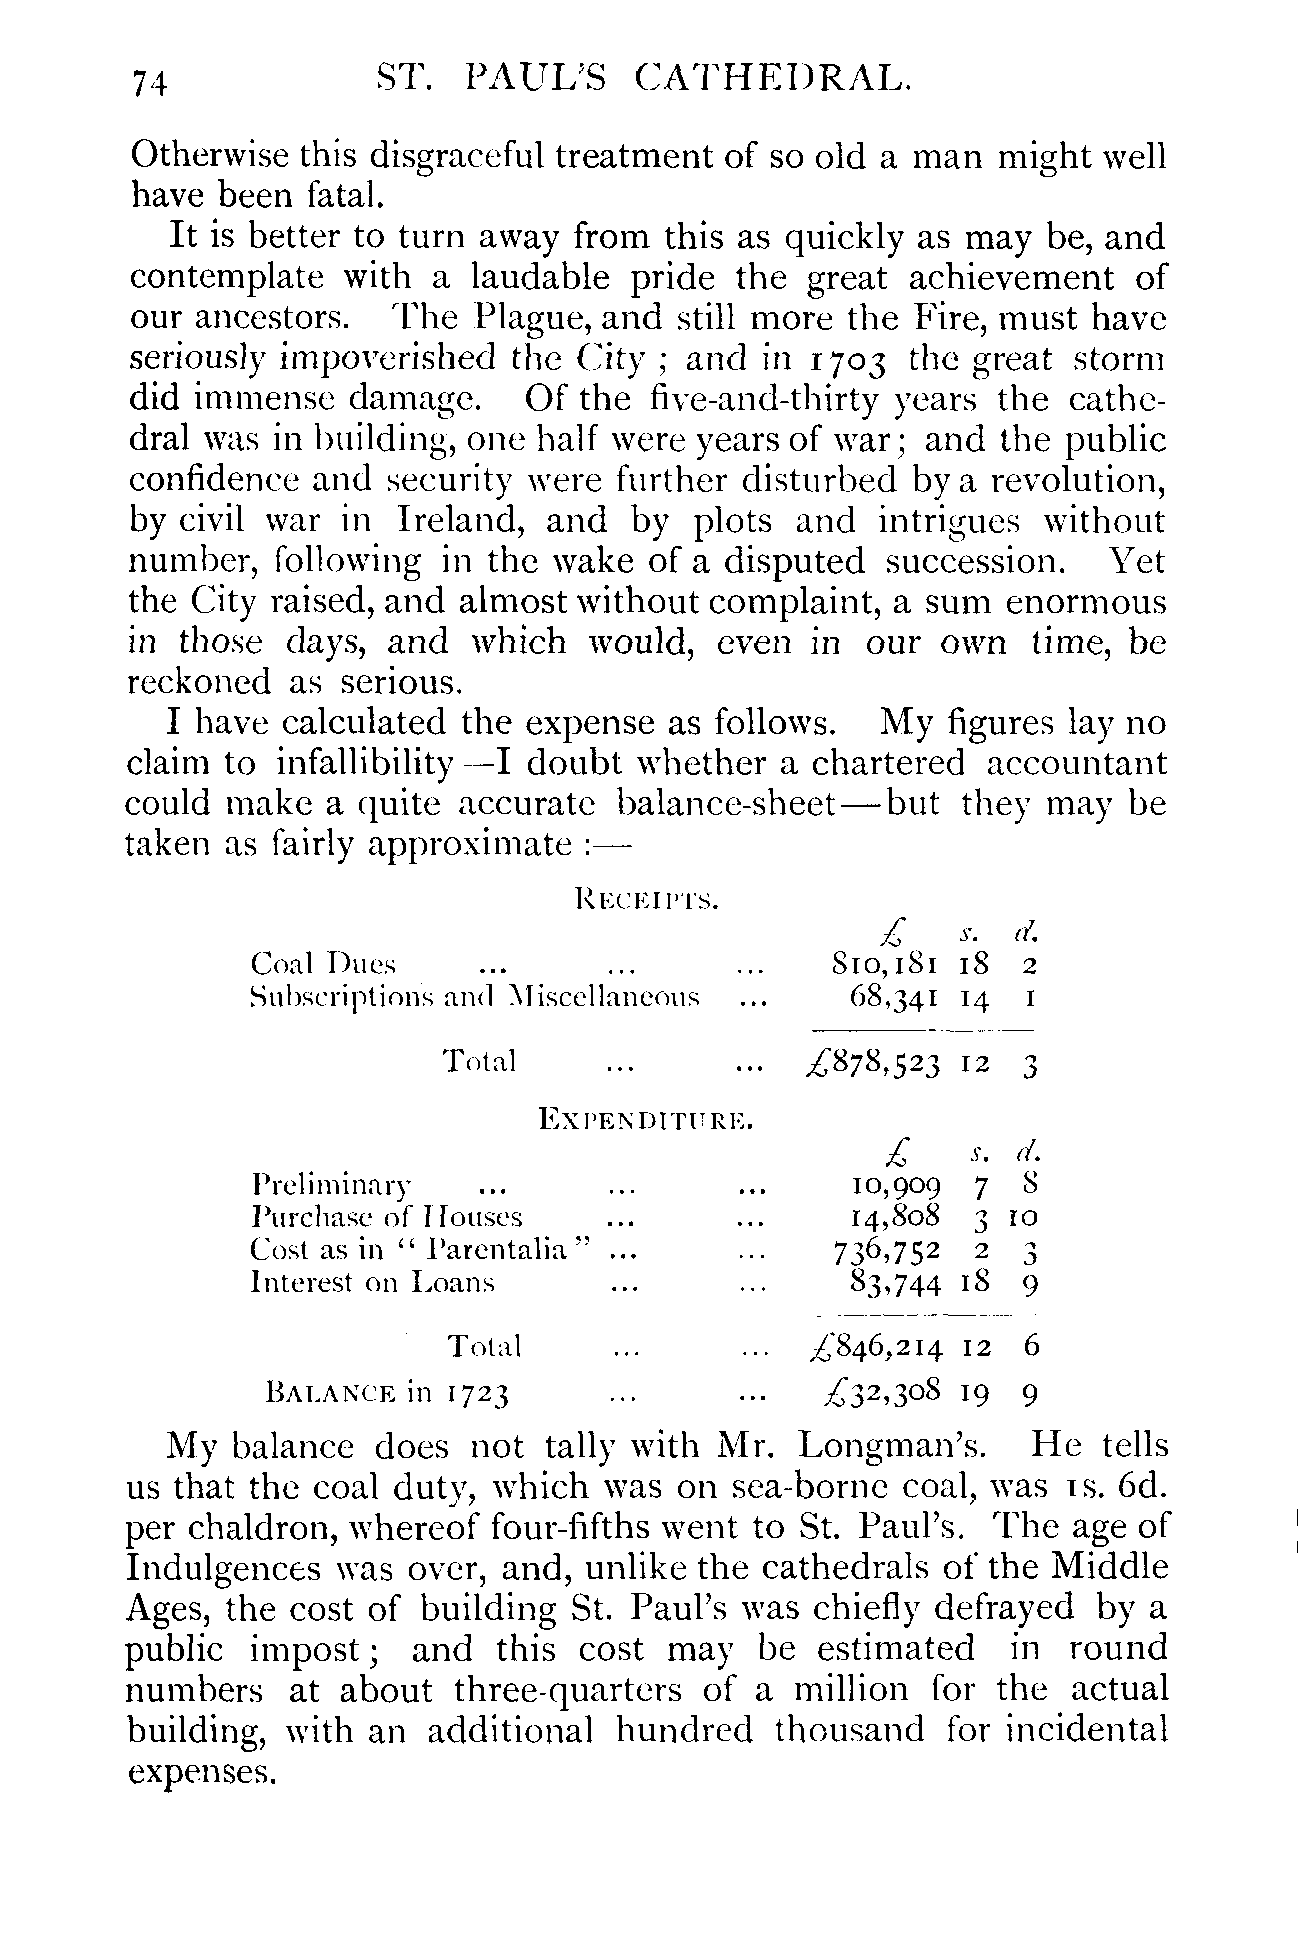 74 ST. PAUL'S CATHEDRAL.
Otherwise this disgraceful treatment of so old a man might well
have been fatal.
It is better to turn away from this as quickly as may be, and
contemplate with a laudable pride the great achievement of
our ancestors. The Plague, and still more the Fire, must have
seriously impoverished the City ; and in 1703 the great storm
did immense damage. Of the five-and-thirty years the cathe-
dral was in building, one half were years of war ; and the public
confidence and security were further disturbed by a revolution,
by civil war in Ireland, and by plots and intrigues without
number, following in the wake of a disputed succession. Yet
the City raised, and almost without complaint, a sum enormous
in those days, and which would, even in our own time, be
reckoned as serious.
I have calculated the expense as follows. My figures lay no
claim to infallibility—I doubt whether a chartered accountant
could make a quite accurate balance-sheet—but they may be
taken as fairly approximate :—
RECEIPTS.
£ s. d.
Coal Dues ... ... ... 810,181 18 2
Subscriptions and Miscellaneous ... 68,341 14 1
Total ... ... £878,523 12 3
EXPENDITURE.
£ s. d.
Preliminary ... ... ... 10,909 7 8
Purchase of Houses ... ... 14,808 3 10
Cost as in “ Parentalia ” ... ... 736,752 2 3
Interest on Loans ... ... 83,744 18 9
Total ... ... £846,214 12 6
BALANCE in 1723 ... ... £32,308 19 9
My balance does not tally with Mr. Longman's. He tells
us that the coal duty, which was on sea-borne coal, was 1s. 6d.
per chaldron, whereof four-fifths went to St. Paul's. The age of
Indulgences was over, and, unlike the cathedrals of the Middle
Ages, the cost of building St. Paul's was chiefly defrayed by a
public impost ; and this cost may be estimated in round
numbers at about three-quarters of a million for the actual
building, with an additional hundred thousand for incidental
expenses.